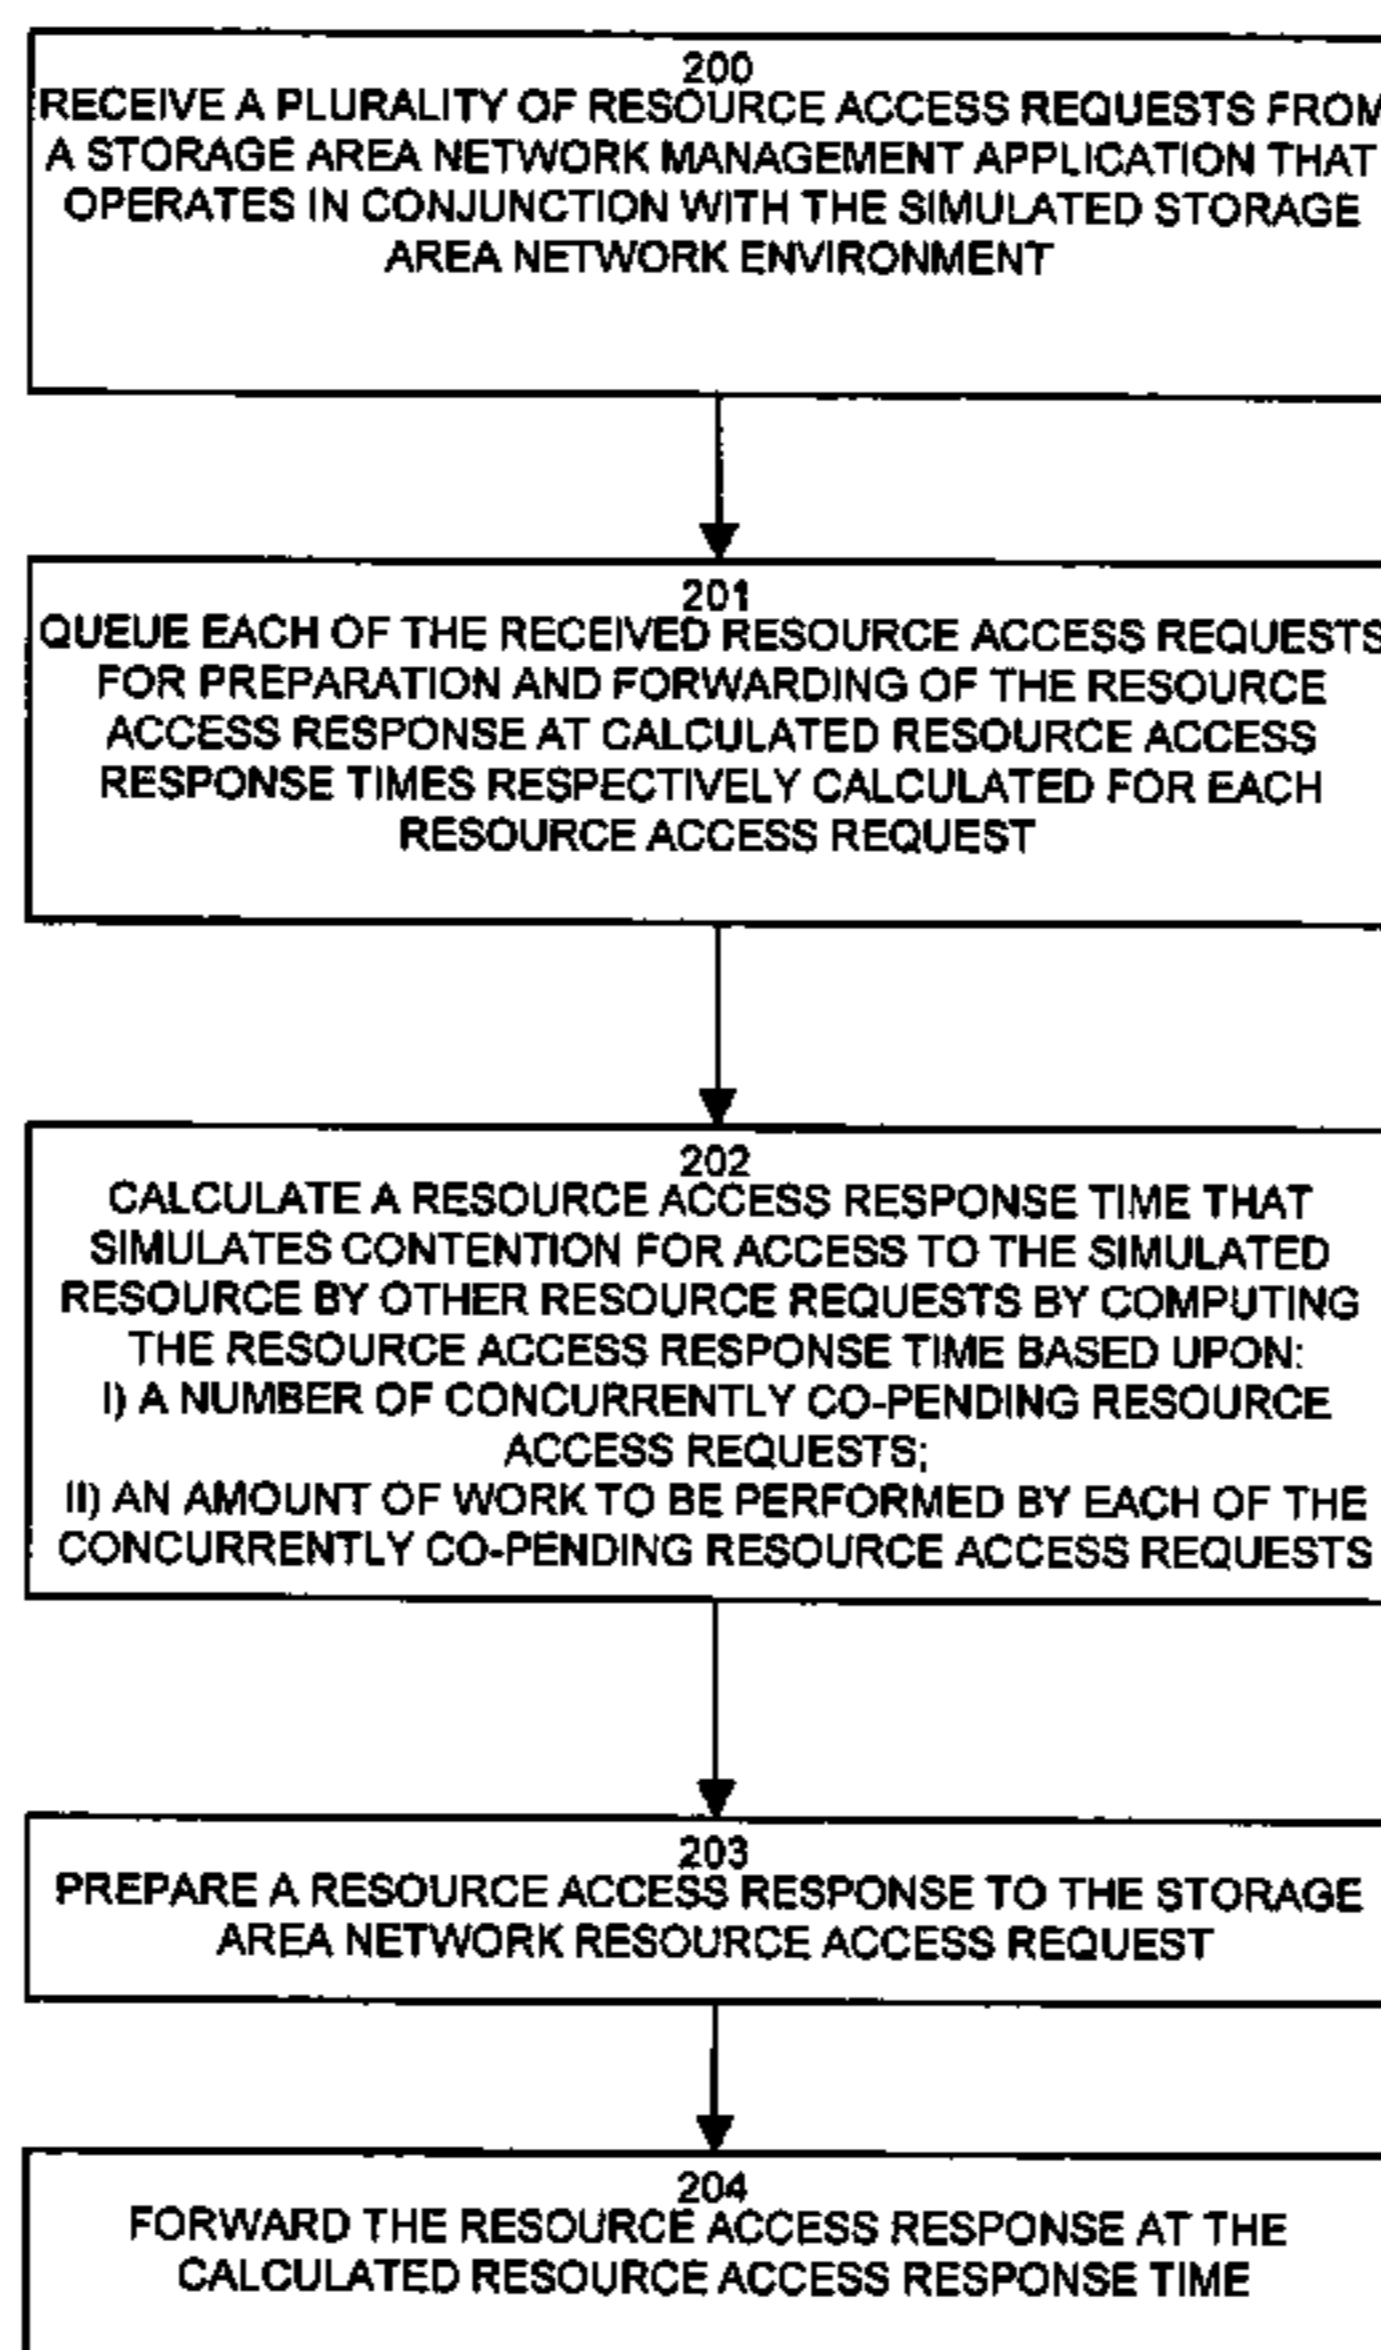 200
RECEIVE A PLURALITY OF RESOURCE ACCESS REQUESTS FROM
A STORAGE AREA NETWORK MANAGEMENT APPLICATION THAT
OPERATES IN CONJUNCTION WITH THE SIMULATED STORAGE
AREA NETWORK ENVIRONMENT
201
QUEUE EACH OF THE RECEIVED RESOURCE ACCESS REQUESTS
FOR PREPARATION AND FORWARDING OF THE RESOURCE
ACCESS RESPONSE AT CALCULATED RESOURCE ACCESS
RESPONSE TIMES RESPECTIVELY CALCULATED FOR EACH
RESOURCE ACCESS REQUEST
202
CALCULATE A RESOURCE ACCESS RESPONSE TIME THAT
SIMULATES CONTENTION FOR ACCESS TO THE SIMULATED
RESOURCE BY OTHER RESOURCE REQUESTS BY COMPUTING
THE RESOURCE ACCESS RESPONSE TIME BASED UPON:
I) A NUMBER OF CONCURRENTLY CO-PENDING RESOURCE
ACCESS REQUESTS;
II) AN AMOUNT OF WORK TO BE PERFORMED BY EACH OF THE
CONCURRENTLY CO-PENDING RESOURCE ACCESS REQUESTS
203
PREPARE A RESOURCE ACCESS RESPONSE TO THE STORAGE
AREA NETWORK RESOURCE ACCESS REQUEST
204
FORWARD THE RESOURCE ACCESS RESPONSE AT THE
CALCULATED RESOURCE ACCESS RESPONSE TIME